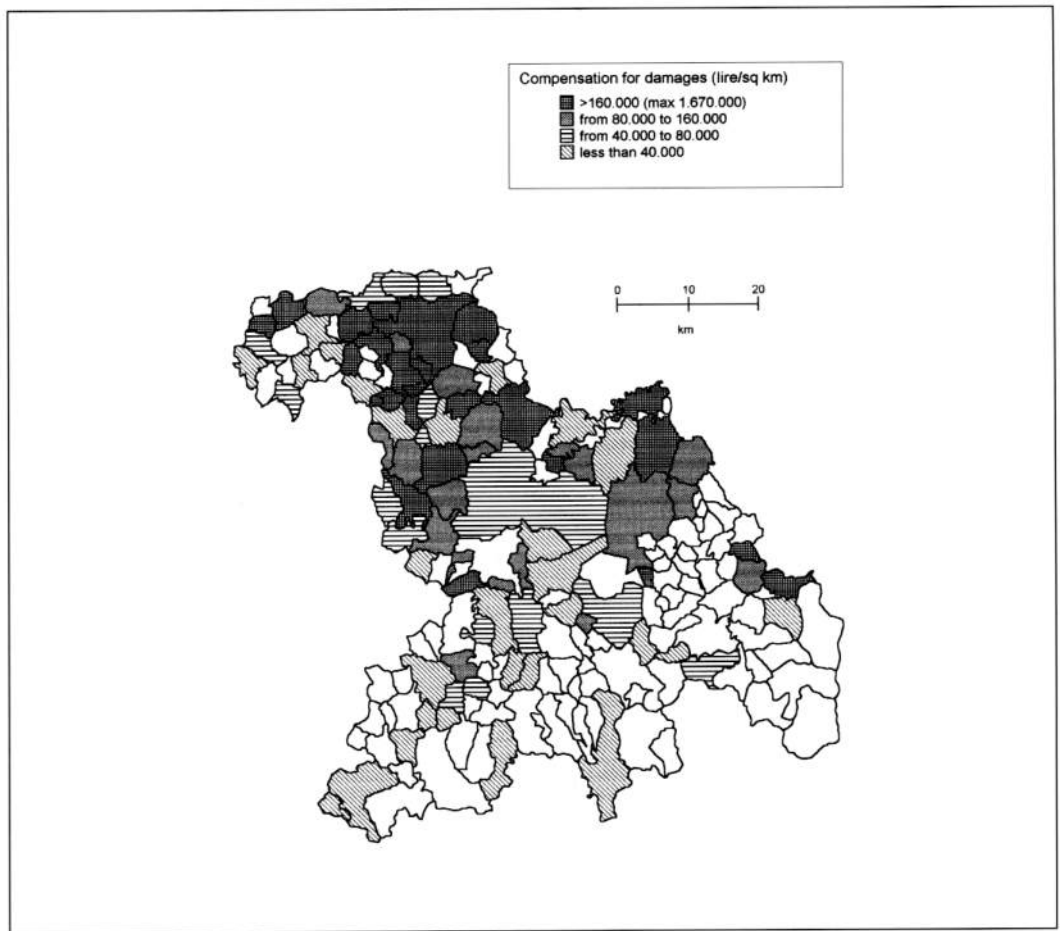 Compensation for damages (lire/sq km)
>160.000 (max 1.670.000)
from 80.000 to 160.000
from 40.000 to 80.000
less than 40.000
0 10 20
km